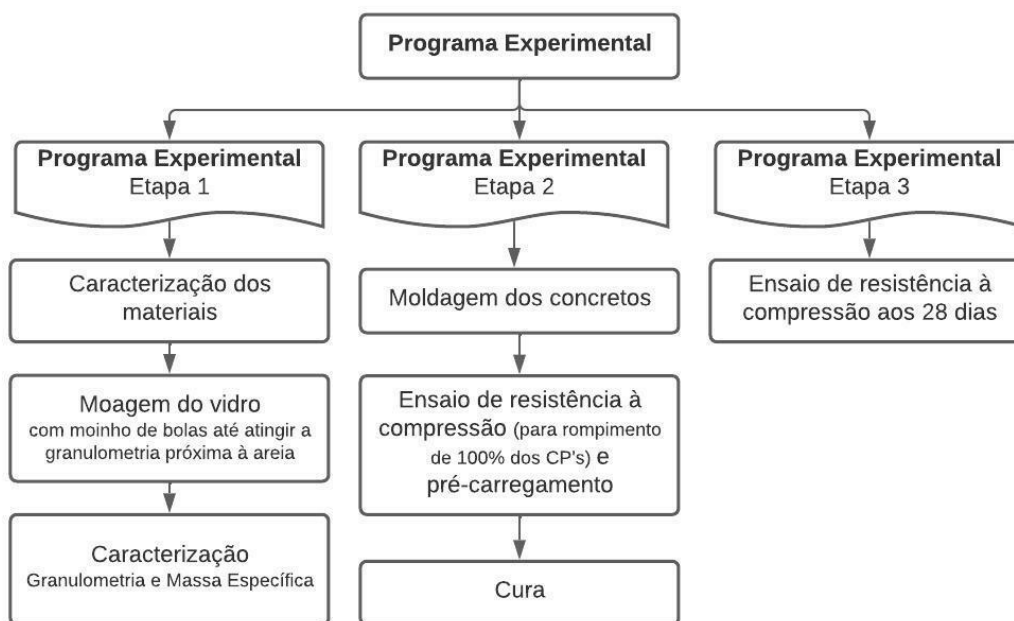 Programa Experimental
Programa Experimental
Etapa 1
Caracterização dos
materiais
Moagem do vidro
com moinho de bolas até atingir a
granulometria próxima à areia
Caracterização
Granulometria e Massa Específica
Programa Experimental
Etapa 2
Moldagem dos concretos
Ensaio de resistência à
compressão (para rompimento
de 100% dos CP's) e
pré-carregamento
Cura
Programa Experimental
Etapa 3
Ensaio de resistência à
compressão aos 28 dias